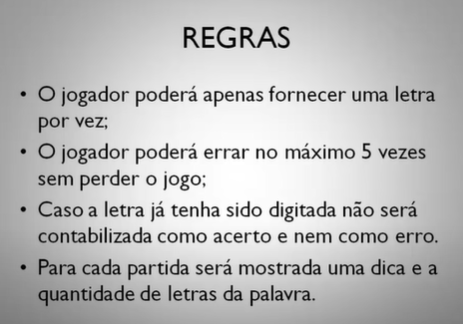 REGRAS
• O jogador poderá apenas fornecer uma letra
por vez;
• O jogador poderá errar no máximo 5 vezes
sem perder o jogo;
• Caso a letra já tenha sido digitada não será
contabilizada como acerto e nem como erro.
• Para cada partida será mostrada uma dica e a
quantidade de letras da palavra.